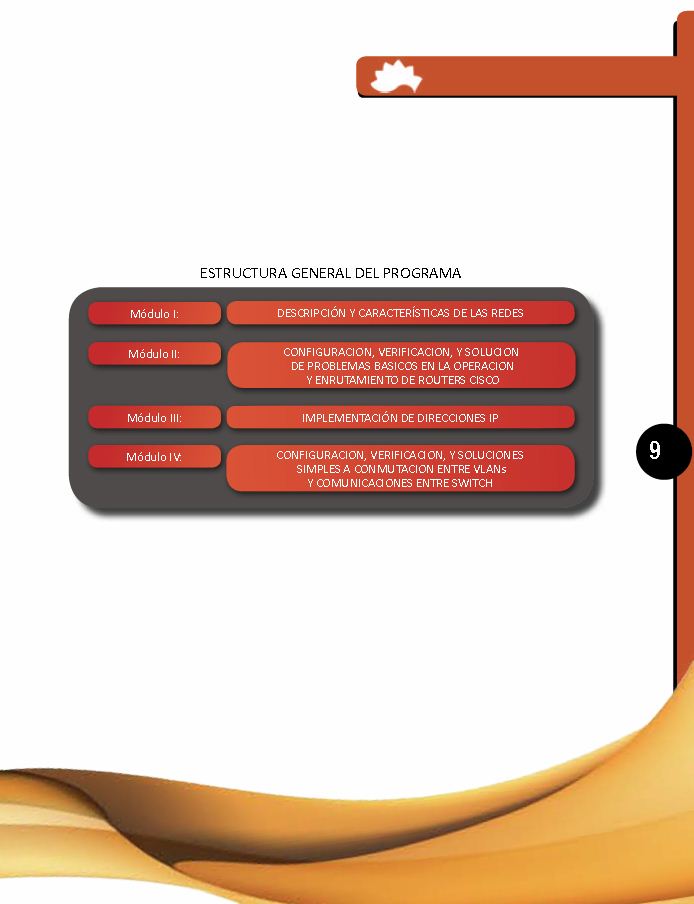 ESTRUCTURA GENERAL DEL PROGRAMA
Módulo I:
DESCRIPCIÓN Y CARACTERÍSTICAS DE LAS REDES
Módulo II:
CONFIGURACION, VERIFICACION, Y SOLUCION
DE PROBLEMAS BASICOS EN LA OPERACION
Y ENRUTAMIENTO DE ROUTERS CISCO
Módulo III:
IMPLEMENTACIÓN DE DIRECCIONES IP
Módulo IV:
CONFIGURACION, VERIFICACION, Y SOLUCIONES
SIMPLES A CONMUTACION ENTRE VLANs
Y COMUNICACIONES ENTRE SWITCH
9